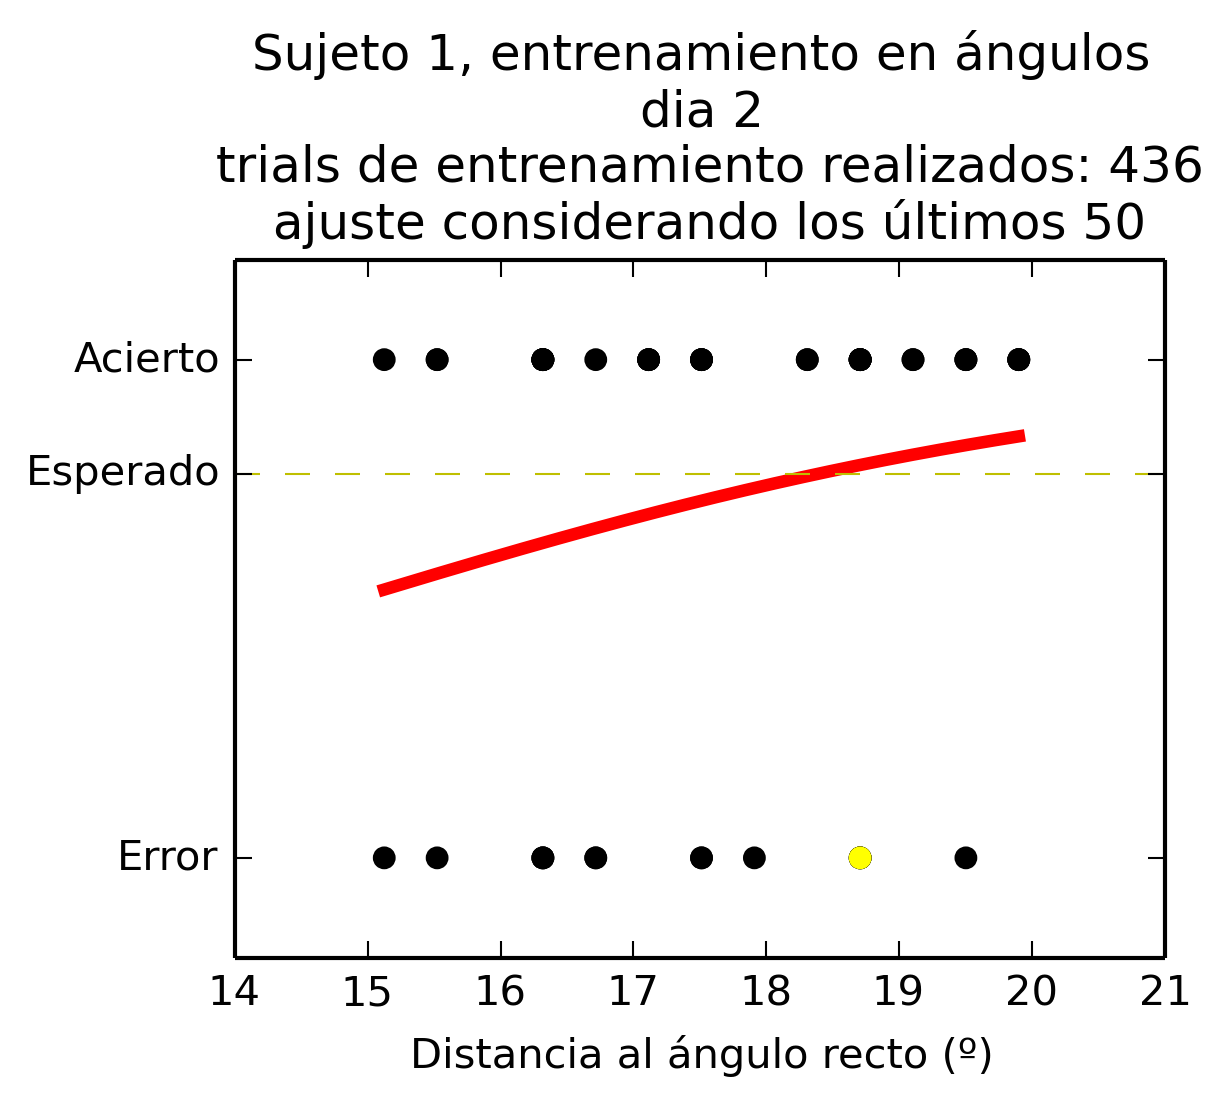 Sujeto 1, entrenamiento en ángulos
dia 2
trials de entrenamiento realizados: 436
ajuste considerando los últimos 50
Acierto
Esperado
Error
14 15 16 17 18 19 20 21
Distancia al ángulo recto (º)